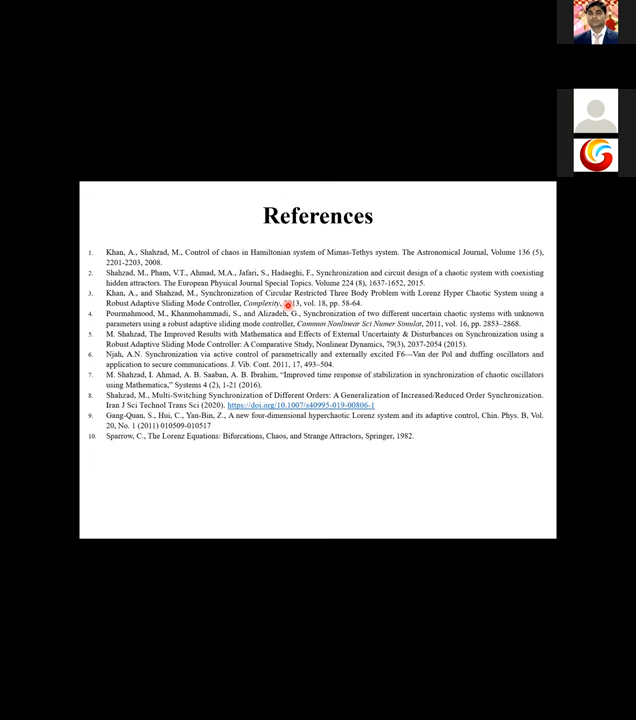 References
1. Khan, A., Shahzad, M., Control of chaos in Hamiltonian system of Mimas-Tethys system. The Astronomical Journal, Volume 136 (5),
2201-2203, 2008.
2. Shahzad, M., Pham, V.T., Ahmad, M.A., Jafari, S., Hadaeghi, F., Synchronization and circuit design of a chaotic system with coexisting
hidden attractors. The European Physical Journal Special Topics. Volume 224 (8), 1637-1652, 2015.
3. Khan, A., and Shahzad, M., Synchronization of Circular Restricted Three Body Problem with Lorenz Hyper Chaotic System using a
Robust Adaptive Sliding Mode Controller, Complexity, 2013, vol. 18, pp. 58-64.
4. Pourmahmood, M., Khanmohammadi, S., and Alizadeh, G., Synchronization of two different uncertain chaotic systems with unknown
parameters using a robust adaptive sliding mode controller, Commun Nonlinear Sci Numer Simulat, 2011, vol. 16, pp. 2853–2868.
5. M. Shahzad, The Improved Results with Mathematica and Effects of External Uncertainty & Disturbances on Synchronization using a
Robust Adaptive Sliding Mode Controller: A Comparative Study, Nonlinear Dynamics, 79(3), 2037-2054 (2015).
6. Njah, A.N. Synchronization via active control of parametrically and externally excited F6—Van der Pol and duffing oscillators and
application to secure communications. J. Vib. Cont. 2011, 17, 493–504.
7. M. Shahzad, I. Ahmad, A. B. Saaban, A. B. Ibrahim, “Improved time response of stabilization in synchronization of chaotic oscillators
using Mathematica,” Systems 4 (2), 1-21 (2016).
8. Shahzad, M., Multi-Switching Synchronization of Different Orders: A Generalization of Increased/Reduced Order Synchronization.
Iran J Sci Technol Trans Sci (2020). https://doi.org/10.1007/s40995-019-00806-1
9. Gang-Quan, S., Hui, C., Yan-Bin, Z., A new four-dimensional hyperchaotic Lorenz system and its adaptive control, Chin. Phys. B, Vol.
20, No. 1 (2011) 010509-010517
10. Sparrow, C., The Lorenz Equations: Bifurcations, Chaos, and Strange Attractors, Springer, 1982.